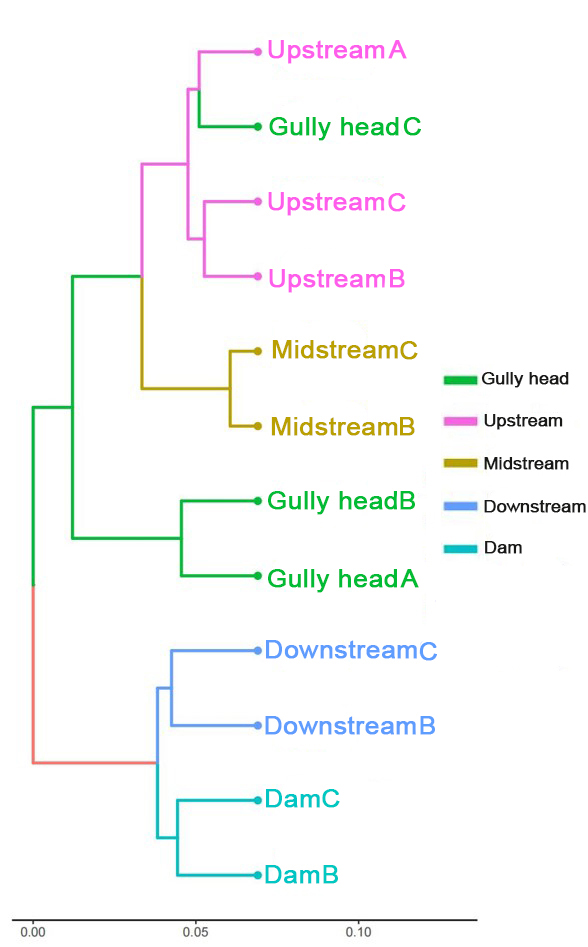 UpstreamA
Gully headC
UpstreamC
UpstreamB
MidstreamC
MidstreamB
Gully headB
Gully headA
DownstreamC
DownstreamB
DamC
DamB
Gully head
Upstream
Midstream
Downstream
Dam
0.00 0.05 0.10